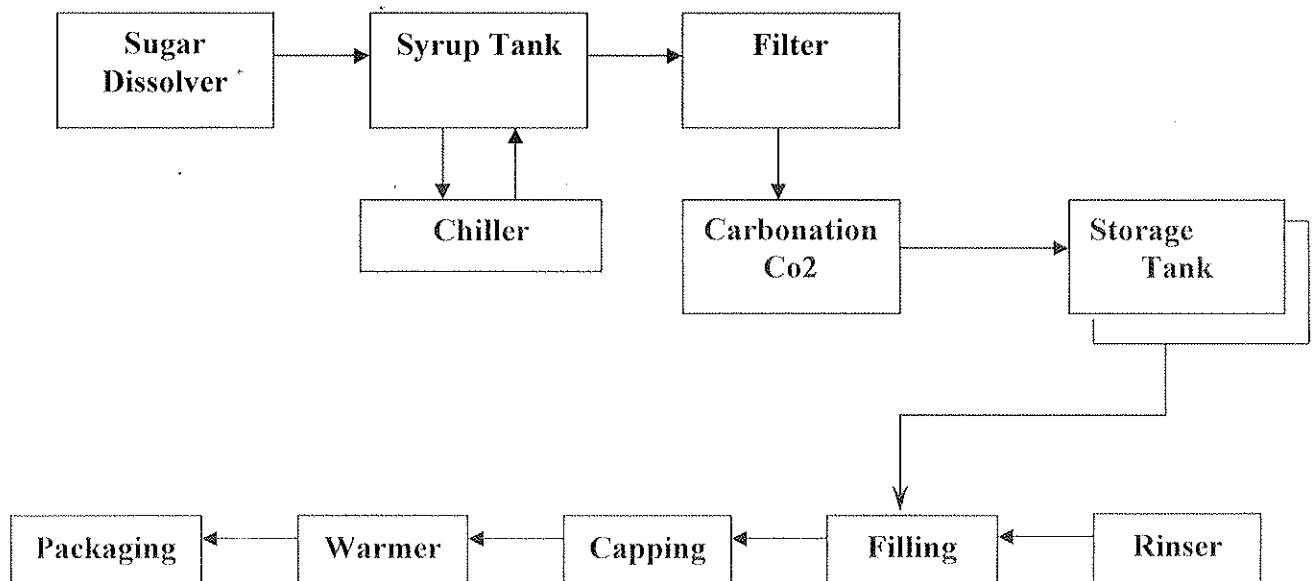 Sugar
Dissolver
Syrup Tank
Filter
Chiller
Carbonation
Co2
Storage
Tank
Packaging
Warmer
Capping
Filling
Rinser